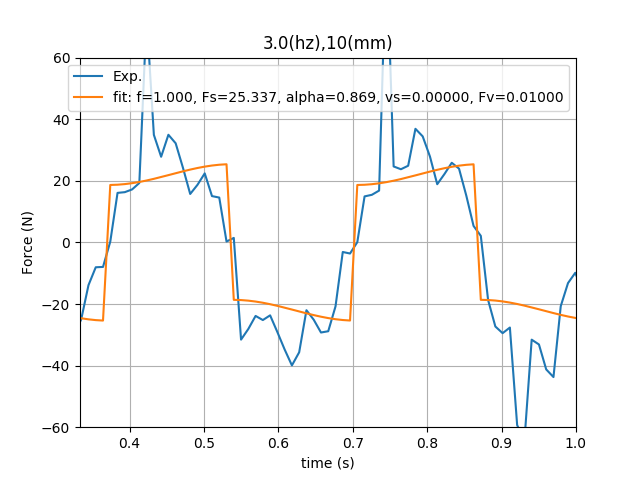 3.0(hz),10(mm)
Exp.
fit: f=1.000, Fs=25.337, alpha=0.869, vs=0.00000, Fv=0.01000
60
40
20
0
−20
−40
−60
Force (N)
0.4 0.5 0.6 0.7 0.8 0.9 1.0
time (s)